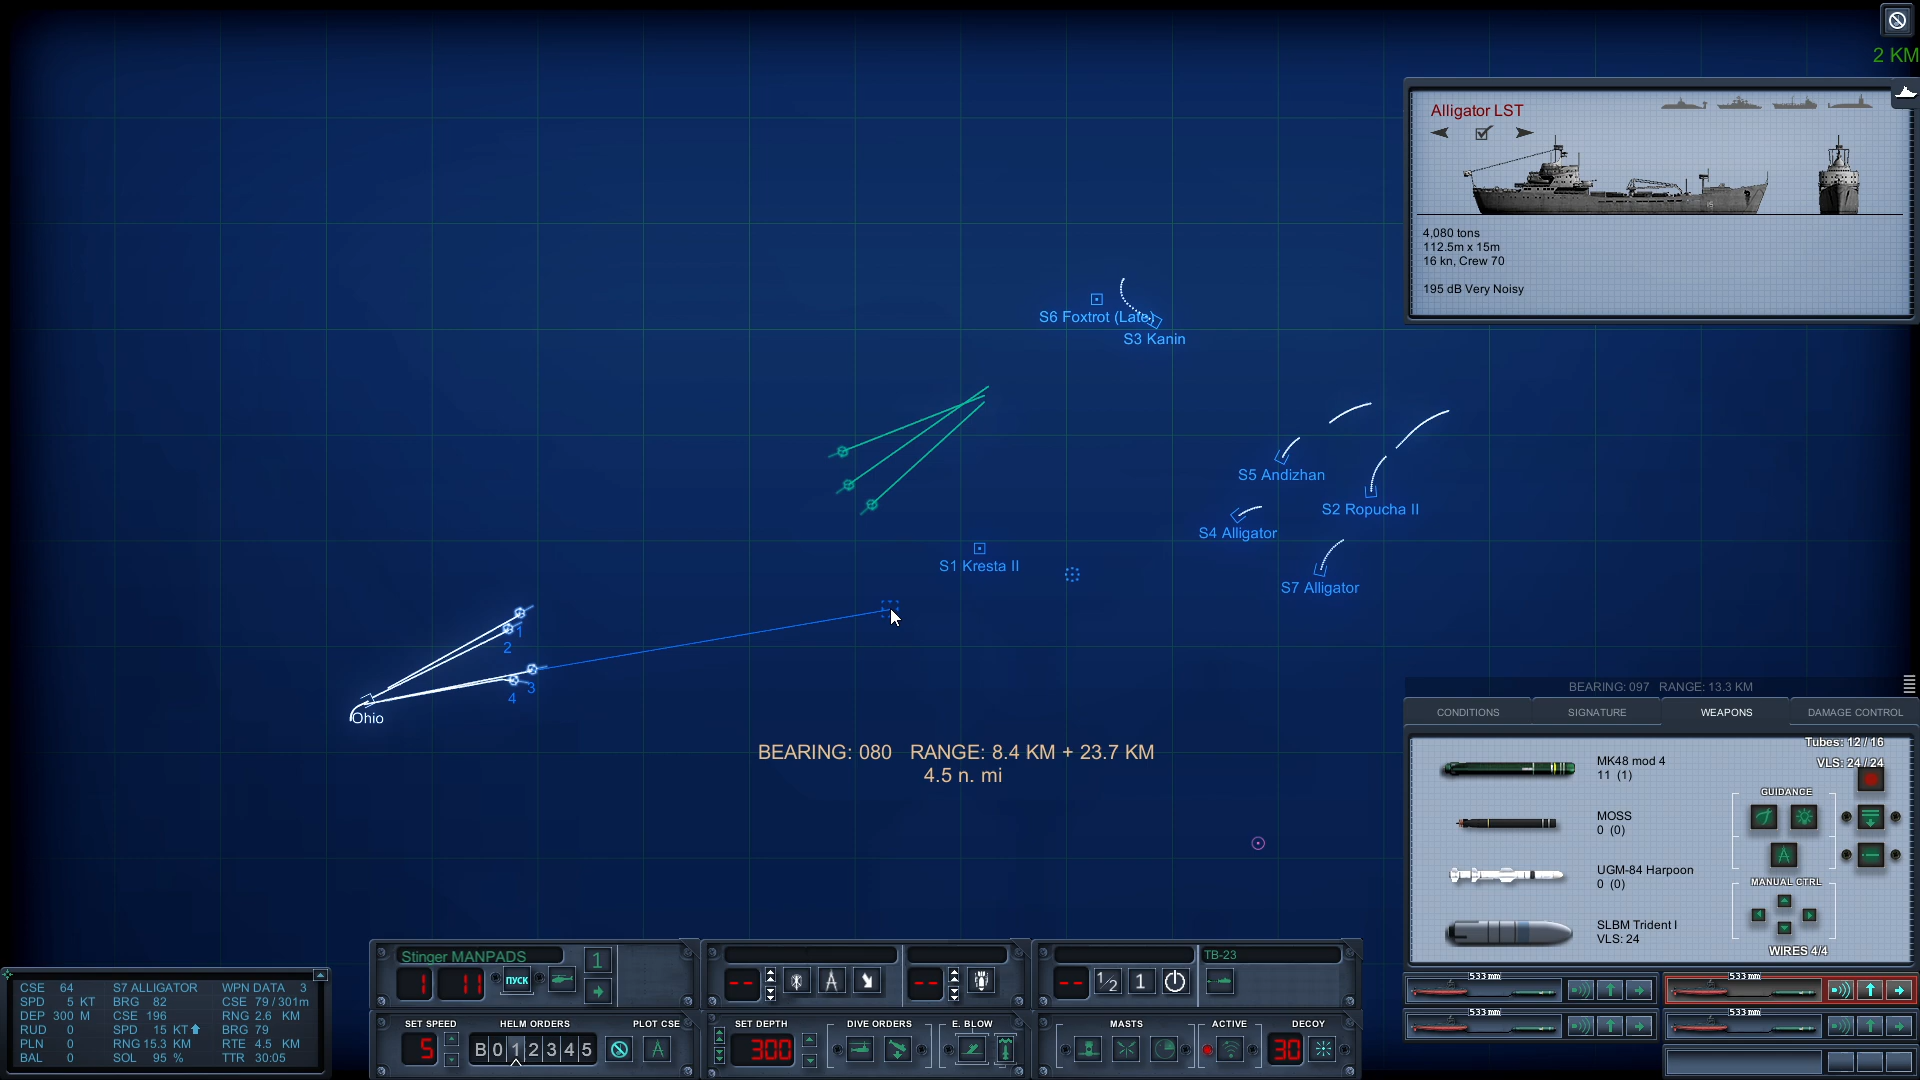 2 KM
Alligator LST
4,080 tons
112.5m x 15m
16 kn, Crew 70
195 dB Very Noisy
S6 Foxtrot (Late)
S3 Kanin
S5 Andizhan
S2 Ropucha II
S4 Alligator
S1 Kresta II
S7 Alligator
1
2
3
4
Ohio
BEARING: 080 RANGE: 8.4 KM + 23.7 KM
4.5 n. mi
BEARING: 097 RANGE: 13.3 KM
CONDITIONS SIGNATURE WEAPONS DAMAGE CONTROL
Tubes: 12 / 16
VLS: 24 / 24
MK48 mod 4
11 (1)
GUIDANCE
MOSS
0 (0)
UGM-84 Harpoon
0 (0)
MANUAL CTRL
SLBM Trident I
VLS: 24
WIRES 4/4
533 mm 533 mm
533 mm 533 mm
Stinger MANPADS 1
1 11 ПУСК
-- --
TB-23
-- 1/2 1
CSE 64 S7 ALLIGATOR WPN DATA 3
SPD 5 KT BRG 82 CSE 79 / 301m
DEP 300 M CSE 196 RNG 2.6 KM
RUD 0 SPD 15 KT BRG 79
PLN 0 RNG 15.3 KM RTE 4.5 KM
BAL 0 SOL 95 % TTR 30:05
SET SPEED HELM ORDERS PLOT CSE
5 B 0 1 2 3 4 5
SET DEPTH DIVE ORDERS E. BLOW
300
MASTS ACTIVE DECOY
30